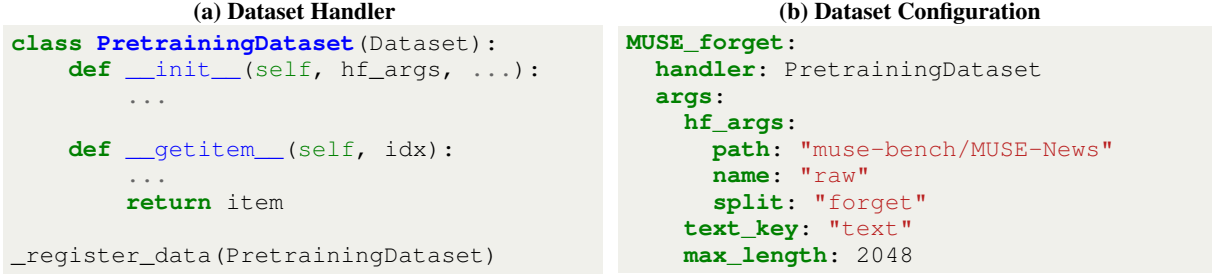 (a) Dataset Handler
class PretrainingDataset(Dataset):
    def __init__(self, hf_args, ...):
        ...

    def __getitem__(self, idx):
        ...
        return item

_register_data(PretrainingDataset)
(b) Dataset Configuration
MUSE_forget:
  handler: PretrainingDataset
  args:
    hf_args:
      path: "muse-bench/MUSE-News"
      name: "raw"
      split: "forget"
    text_key: "text"
    max_length: 2048